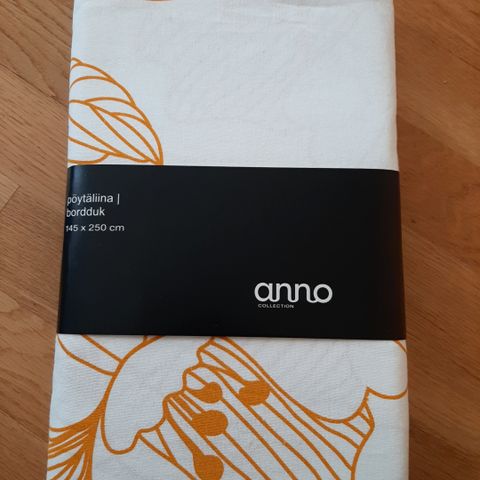 pöytäliina |
bordduk
145 x 250 cm
anno
COLLECTION